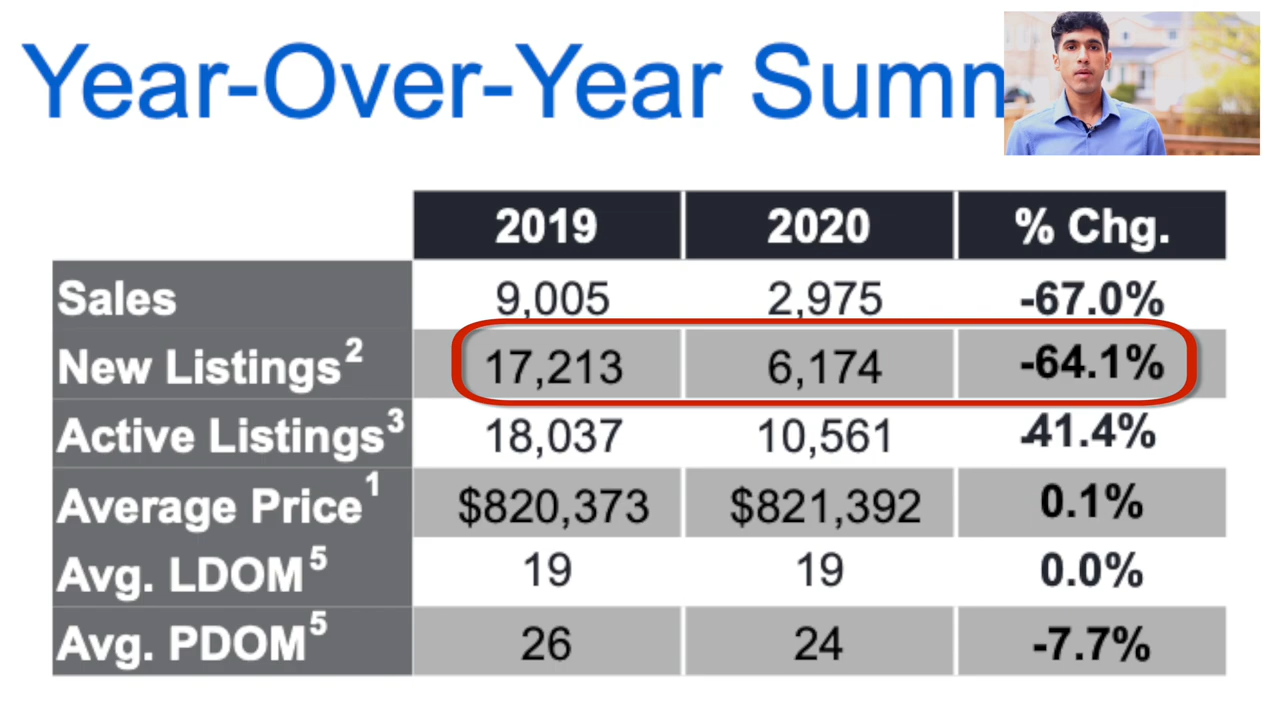 Year-Over-Year Summ
2019 2020 % Chg.
Sales 9,005 2,975 -67.0%
New Listings2 17,213 6,174 -64.1%
Active Listings3 18,037 10,561 -41.4%
Average Price1 $820,373 $821,392 0.1%
Avg. LDOM5 19 19 0.0%
Avg. PDOM5 26 24 -7.7%